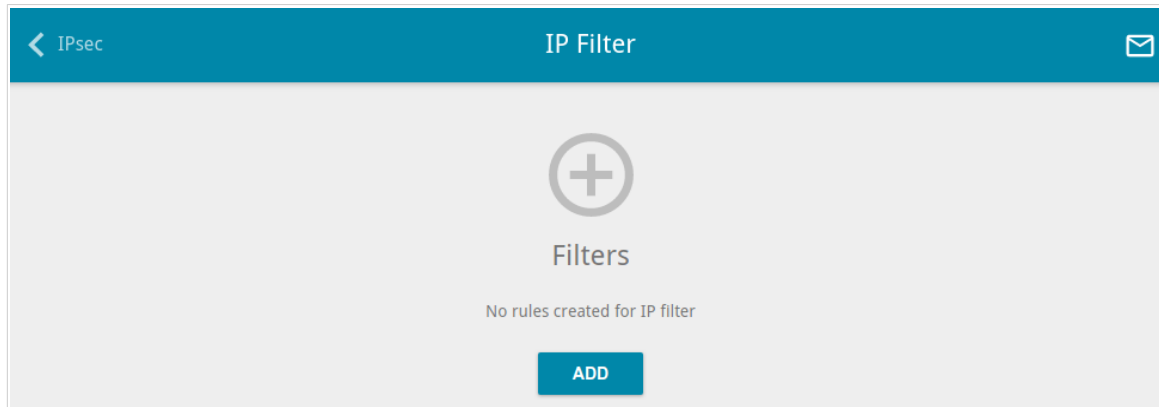 IPsec
IP Filter
Filters
No rules created for IP filter
ADD